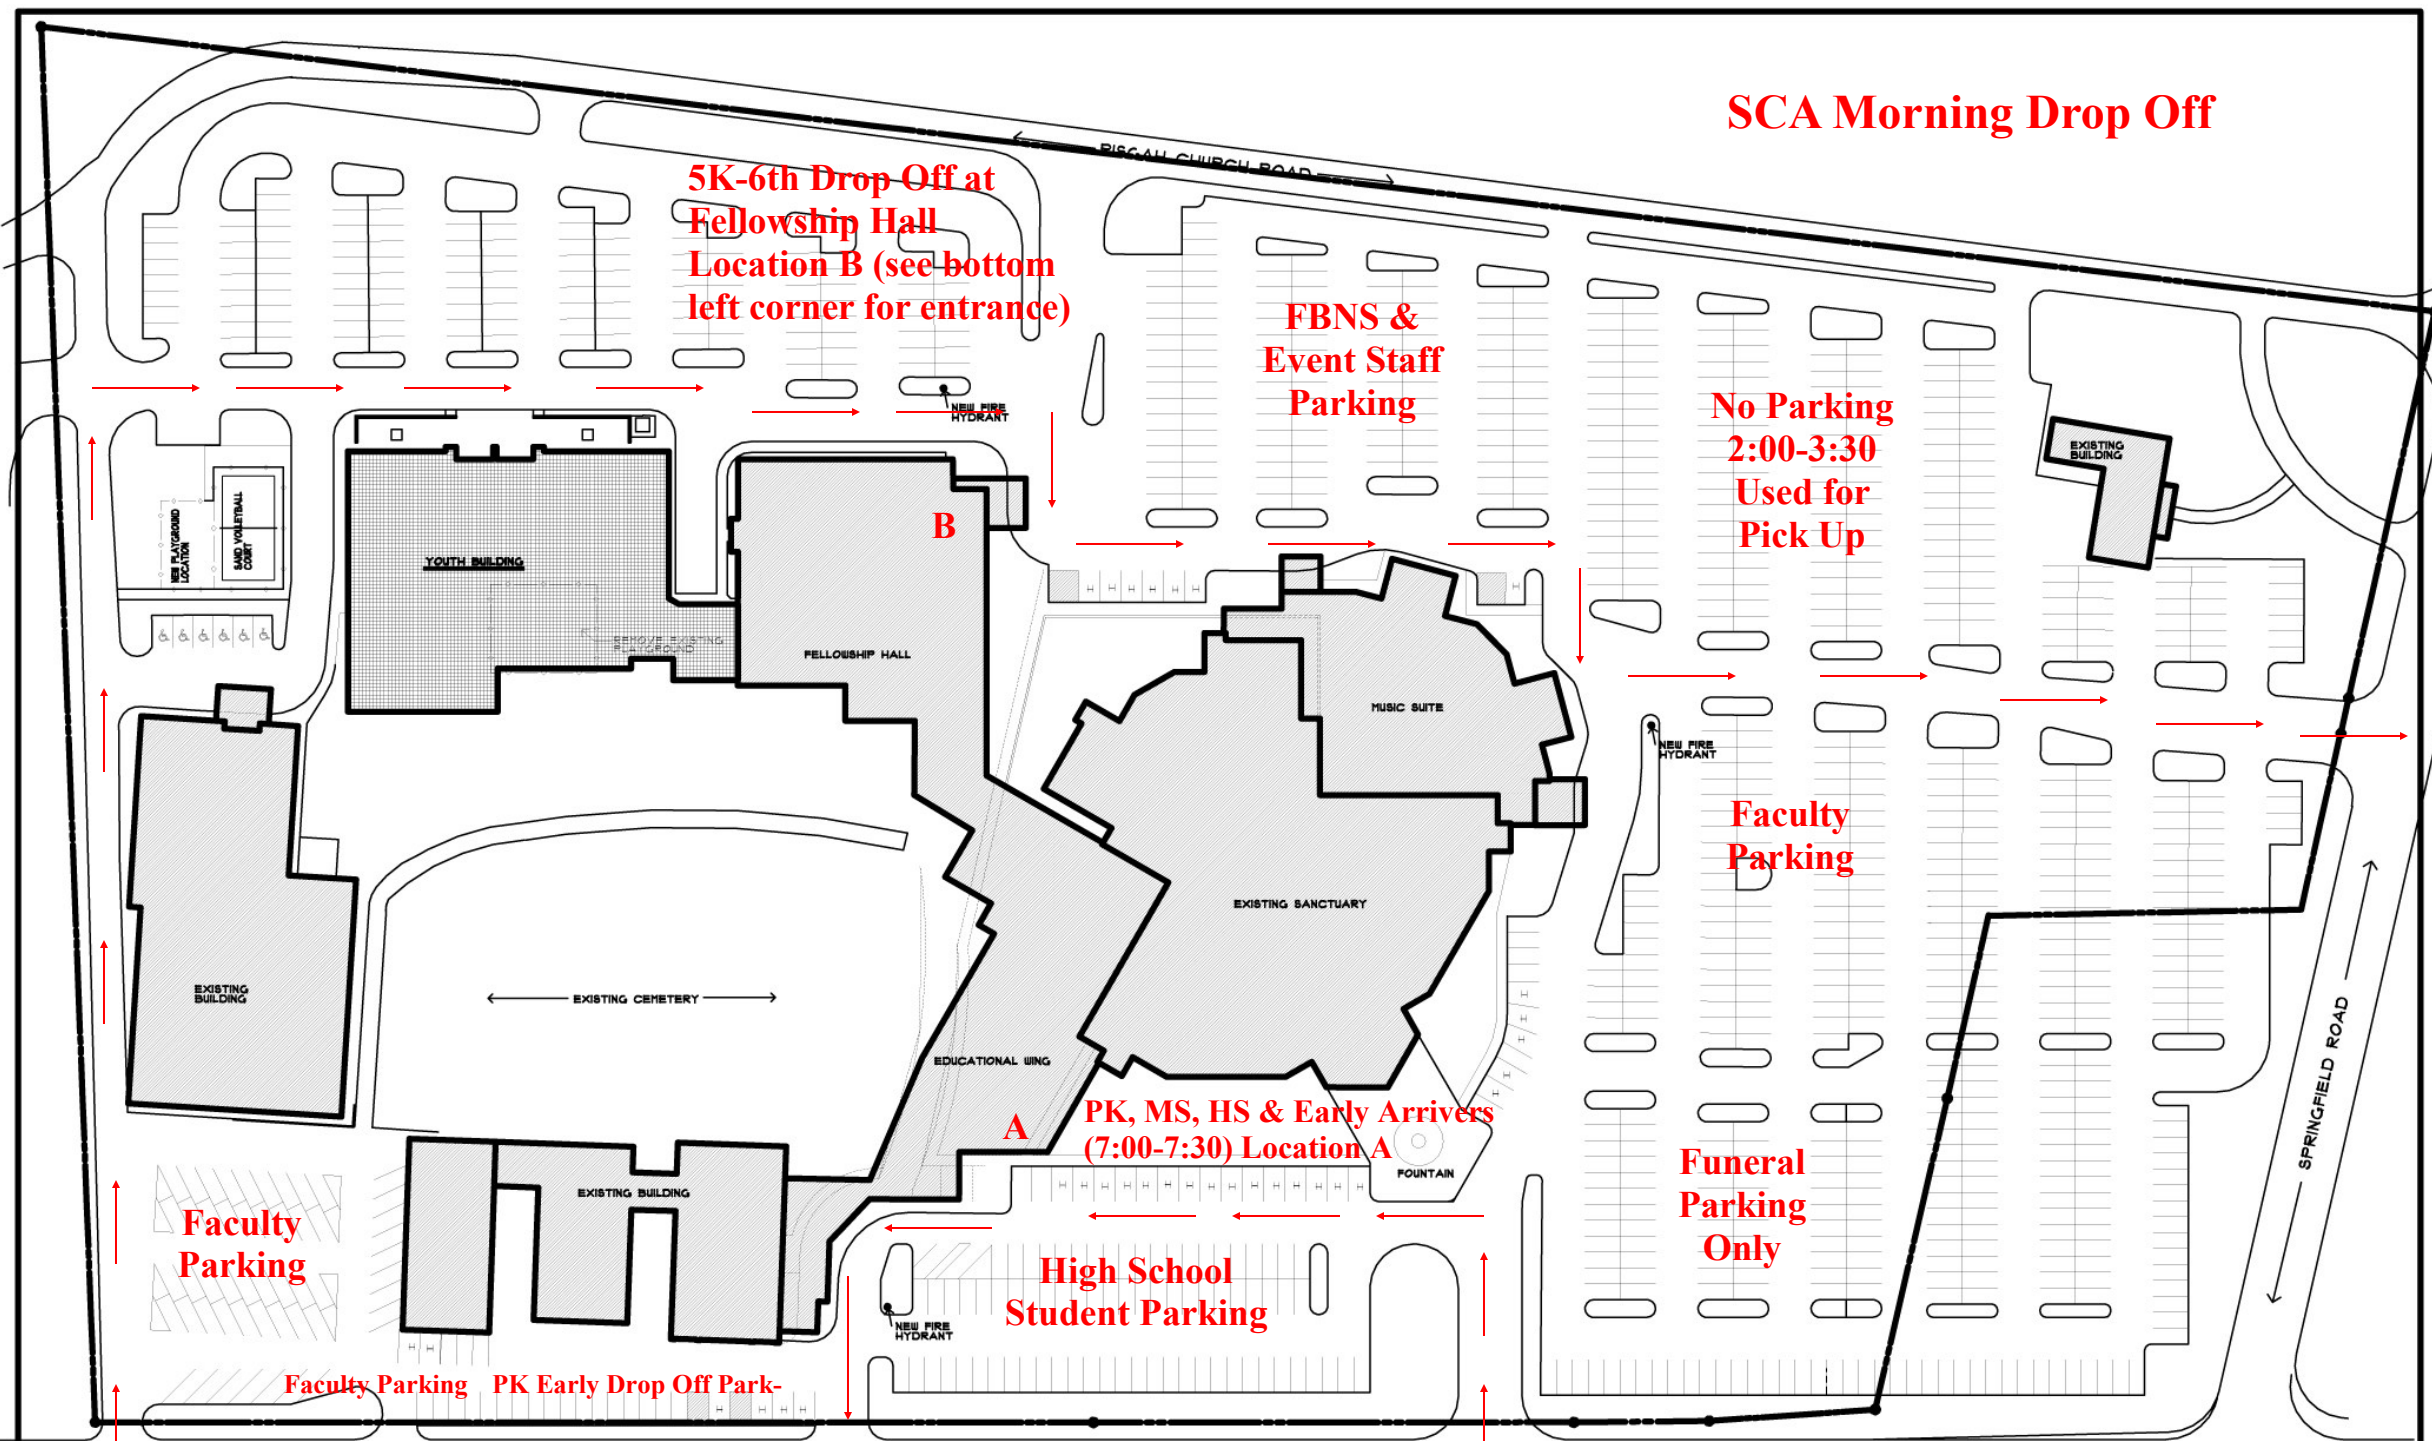 SCA Morning Drop Off
PISGAH CHURCH ROAD
5K-6th Drop Off at
Fellowship Hall
Location B (see bottom
left corner for entrance)
FBNS &
Event Staff
Parking
No Parking
2:00-3:30
Used for
Pick Up
NEW FIRE
HYDRANT
EXISTING
BUILDING
NEW PLAYGROUND
LOCATION
SAND VOLLEYBALL
COURT
YOUTH BUILDING
B
REMOVE EXISTING
PLAYGROUND
FELLOWSHIP HALL
MUSIC SUITE
NEW FIRE
HYDRANT
Faculty
Parking
EXISTING SANCTUARY
EXISTING
BUILDING
EXISTING CEMETERY
EDUCATIONAL WING
SPRINGFIELD ROAD
A
PK, MS, HS & Early Arrivers
(7:00-7:30) Location A
FOUNTAIN
Funeral
Parking
Only
EXISTING BUILDING
Faculty
Parking
High School
Student Parking
NEW FIRE
HYDRANT
Faculty Parking
PK Early Drop Off Park-